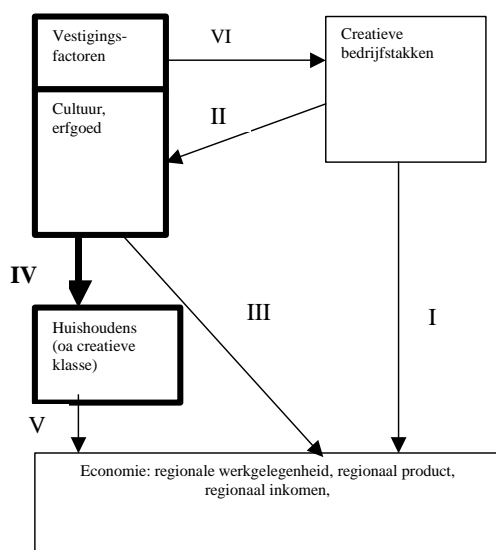 Vestigings-
factoren
VI
Creatieve
bedrijfstakken
Cultuur,
erfgoed
II
IV
Huishoudens
(oa creatieve
klasse)
III
I
V
Economie: regionale werkgelegenheid, regionaal product,
regionaal inkomen,